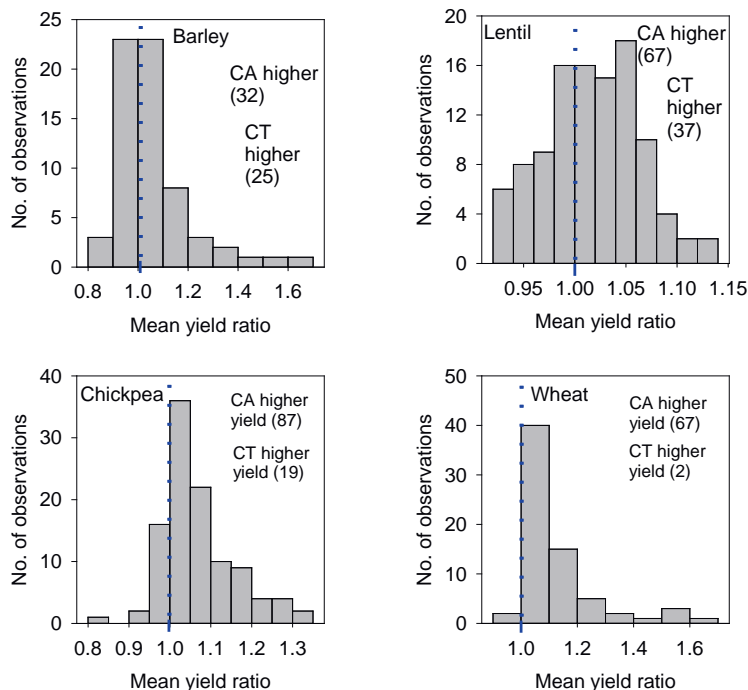 Barley
CA higher
(32)
CT
higher
(25)
No. of observations
25
20
15
10
5
0
0.8 1.0 1.2 1.4 1.6
Mean yield ratio
Lentil
CA higher
(67)
CT
higher
(37)
No. of observations
20
16
12
8
4
0
0.95 1.00 1.05 1.10 1.15
Mean yield ratio
Chickpea
CA higher
yield (87)
CT higher
yield (19)
No. of observations
40
30
20
10
0
0.8 0.9 1.0 1.1 1.2 1.3
Mean yield ratio
Wheat
CA higher
yield (67)
CT higher
yield (2)
No. of observations
50
40
30
20
10
0
1.0 1.2 1.4 1.6
Mean yield ratio